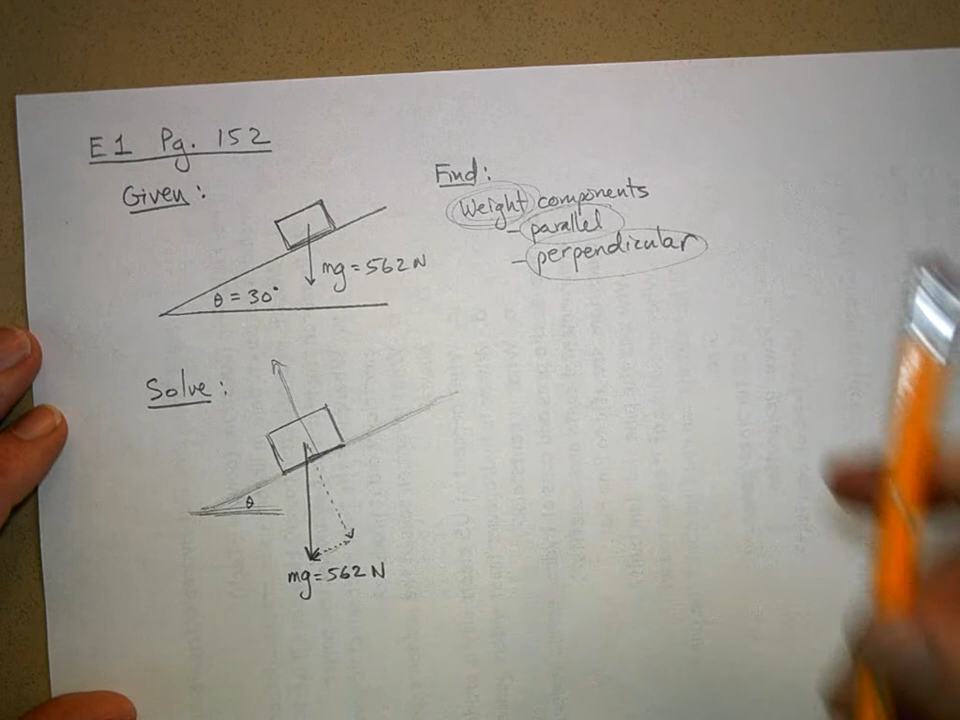 E1 Pg. 152
Given:
mg = 562 N
θ = 30°
Find:
Weight components
- parallel
- perpendicular
Solve:
θ
mg = 562 N